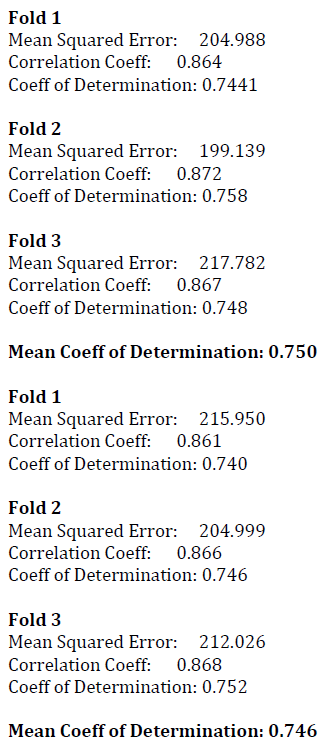 Fold 1
Mean Squared Error: 204.988
Correlation Coeff: 0.864
Coeff of Determination: 0.7441
Fold 2
Mean Squared Error: 199.139
Correlation Coeff: 0.872
Coeff of Determination: 0.758
Fold 3
Mean Squared Error: 217.782
Correlation Coeff: 0.867
Coeff of Determination: 0.748
Mean Coeff of Determination: 0.750
Fold 1
Mean Squared Error: 215.950
Correlation Coeff: 0.861
Coeff of Determination: 0.740
Fold 2
Mean Squared Error: 204.999
Correlation Coeff: 0.866
Coeff of Determination: 0.746
Fold 3
Mean Squared Error: 212.026
Correlation Coeff: 0.868
Coeff of Determination: 0.752
Mean Coeff of Determination: 0.746